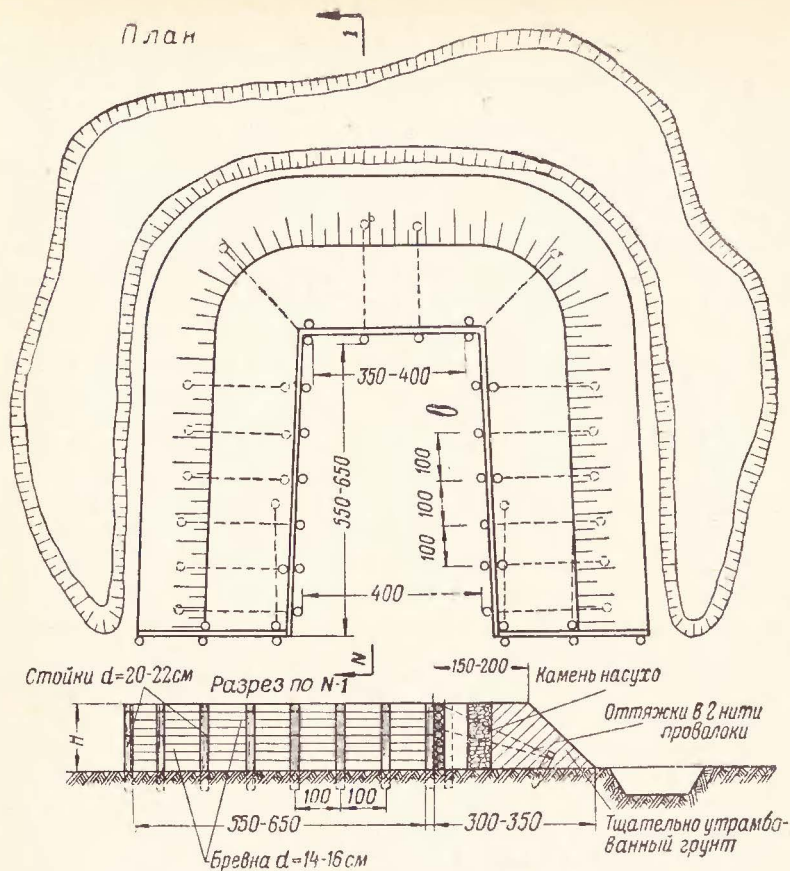 План
1
350-400
550-650
в
100
100
100
400
N
150-200
Стойки d=20-22см
Разрез по N-1
Камень насухо
Оттяжки в 2 нити
проволоки
H
100
100
550-650
300-350
Тщательно утрамбо-
ванный грунт
Бревна d=14-16см